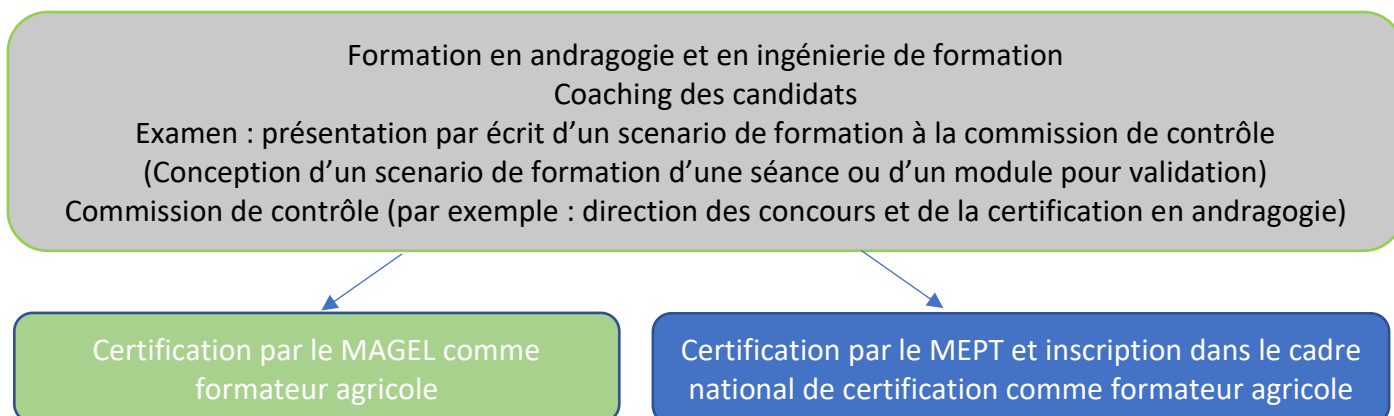 Formation en andragogie et en ingénierie de formation
Coaching des candidats
Examen : présentation par écrit d’un scenario de formation à la commission de contrôle
(Conception d’un scenario de formation d’une séance ou d’un module pour validation)
Commission de contrôle (par exemple : direction des concours et de la certification en andragogie)
Certification par le MAGEL comme
formateur agricole
Certification par le MEPT et inscription dans le cadre
national de certification comme formateur agricole